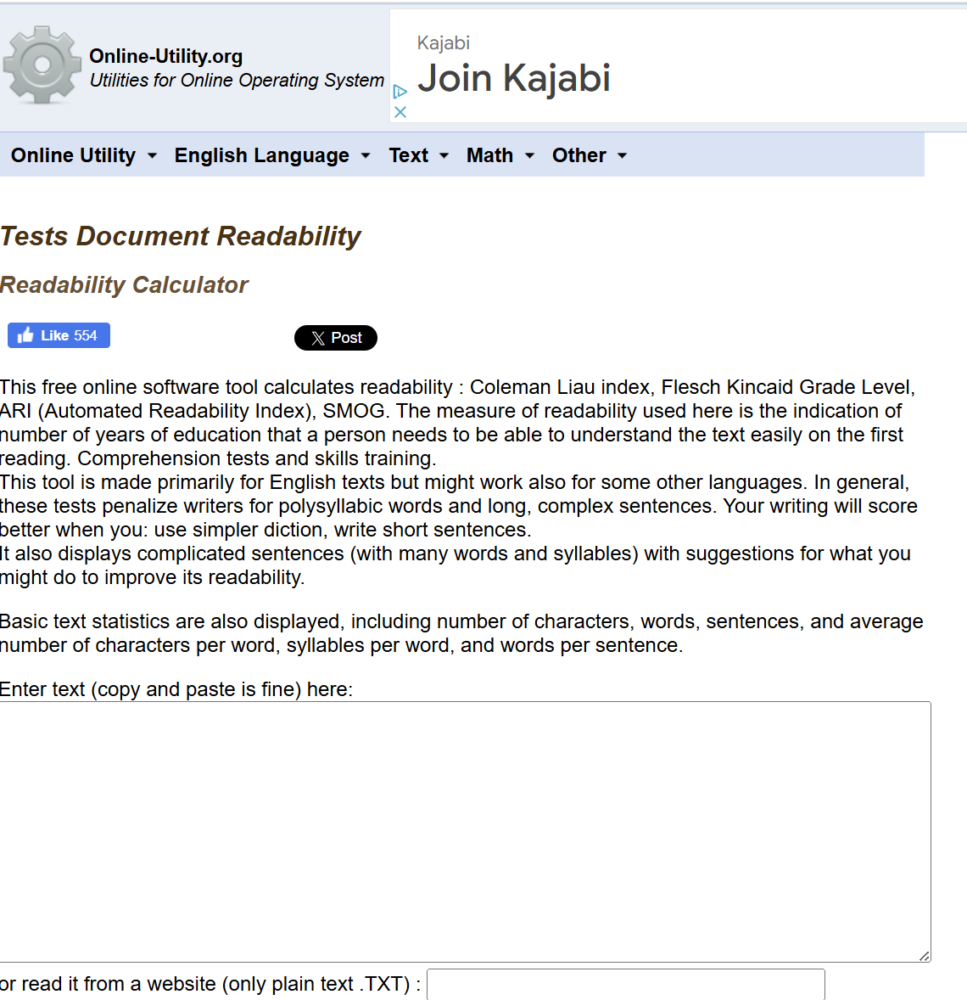 Online-Utility.org
Utilities for Online Operating System
Kajabi
Join Kajabi
Online Utility English Language Text Math Other
Tests Document Readability
Readability Calculator
Like 554
X Post
This free online software tool calculates readability : Coleman Liau index, Flesch Kincaid Grade Level,
ARI (Automated Readability Index), SMOG. The measure of readability used here is the indication of
number of years of education that a person needs to be able to understand the text easily on the first
reading. Comprehension tests and skills training.
This tool is made primarily for English texts but might work also for some other languages. In general,
these tests penalize writers for polysyllabic words and long, complex sentences. Your writing will score
better when you: use simpler diction, write short sentences.
It also displays complicated sentences (with many words and syllables) with suggestions for what you
might do to improve its readability.
Basic text statistics are also displayed, including number of characters, words, sentences, and average
number of characters per word, syllables per word, and words per sentence.
Enter text (copy and paste is fine) here:
or read it from a website (only plain text .TXT) :